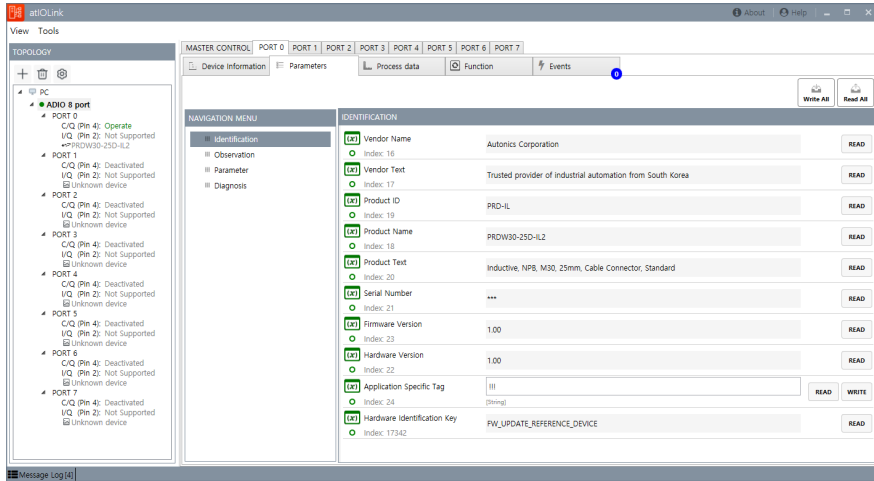 atIOLink
About
Help
View Tools
TOPOLOGY
PC
ADIO 8 port
PORT 0
C/Q (Pin 4): Operate
I/Q (Pin 2): Not Supported
PRDW30-25D-IL2
PORT 1
C/Q (Pin 4): Deactivated
I/Q (Pin 2): Not Supported
Unknown device
PORT 2
C/Q (Pin 4): Deactivated
I/Q (Pin 2): Not Supported
Unknown device
PORT 3
C/Q (Pin 4): Deactivated
I/Q (Pin 2): Not Supported
Unknown device
PORT 4
C/Q (Pin 4): Deactivated
I/Q (Pin 2): Not Supported
Unknown device
PORT 5
C/Q (Pin 4): Deactivated
I/Q (Pin 2): Not Supported
Unknown device
PORT 6
C/Q (Pin 4): Deactivated
I/Q (Pin 2): Not Supported
Unknown device
PORT 7
C/Q (Pin 4): Deactivated
I/Q (Pin 2): Not Supported
Unknown device
MASTER CONTROL PORT 0 PORT 1 PORT 2 PORT 3 PORT 4 PORT 5 PORT 6 PORT 7
Device Information Parameters Process data Function Events
0
Write All Read All
NAVIGATION MENU
Identification
Observation
Parameter
Diagnosis
IDENTIFICATION
(x) Vendor Name
Index: 16
Autonics Corporation
READ
(x) Vendor Text
Index: 17
Trusted provider of industrial automation from South Korea
READ
(x) Product ID
Index: 19
PRD-IL
READ
(x) Product Name
Index: 18
PRDW30-25D-IL2
READ
(x) Product Text
Index: 20
Inductive, NPB, M30, 25mm, Cable Connector, Standard
READ
(x) Serial Number
Index: 21
***
READ
(x) Firmware Version
Index: 23
1.00
READ
(x) Hardware Version
Index: 22
1.00
READ
(x) Application Specific Tag
Index: 24
!!!
[String]
READ WRITE
(x) Hardware Identification Key
Index: 17342
FW_UPDATE_REFERENCE_DEVICE
READ
Message Log[4]